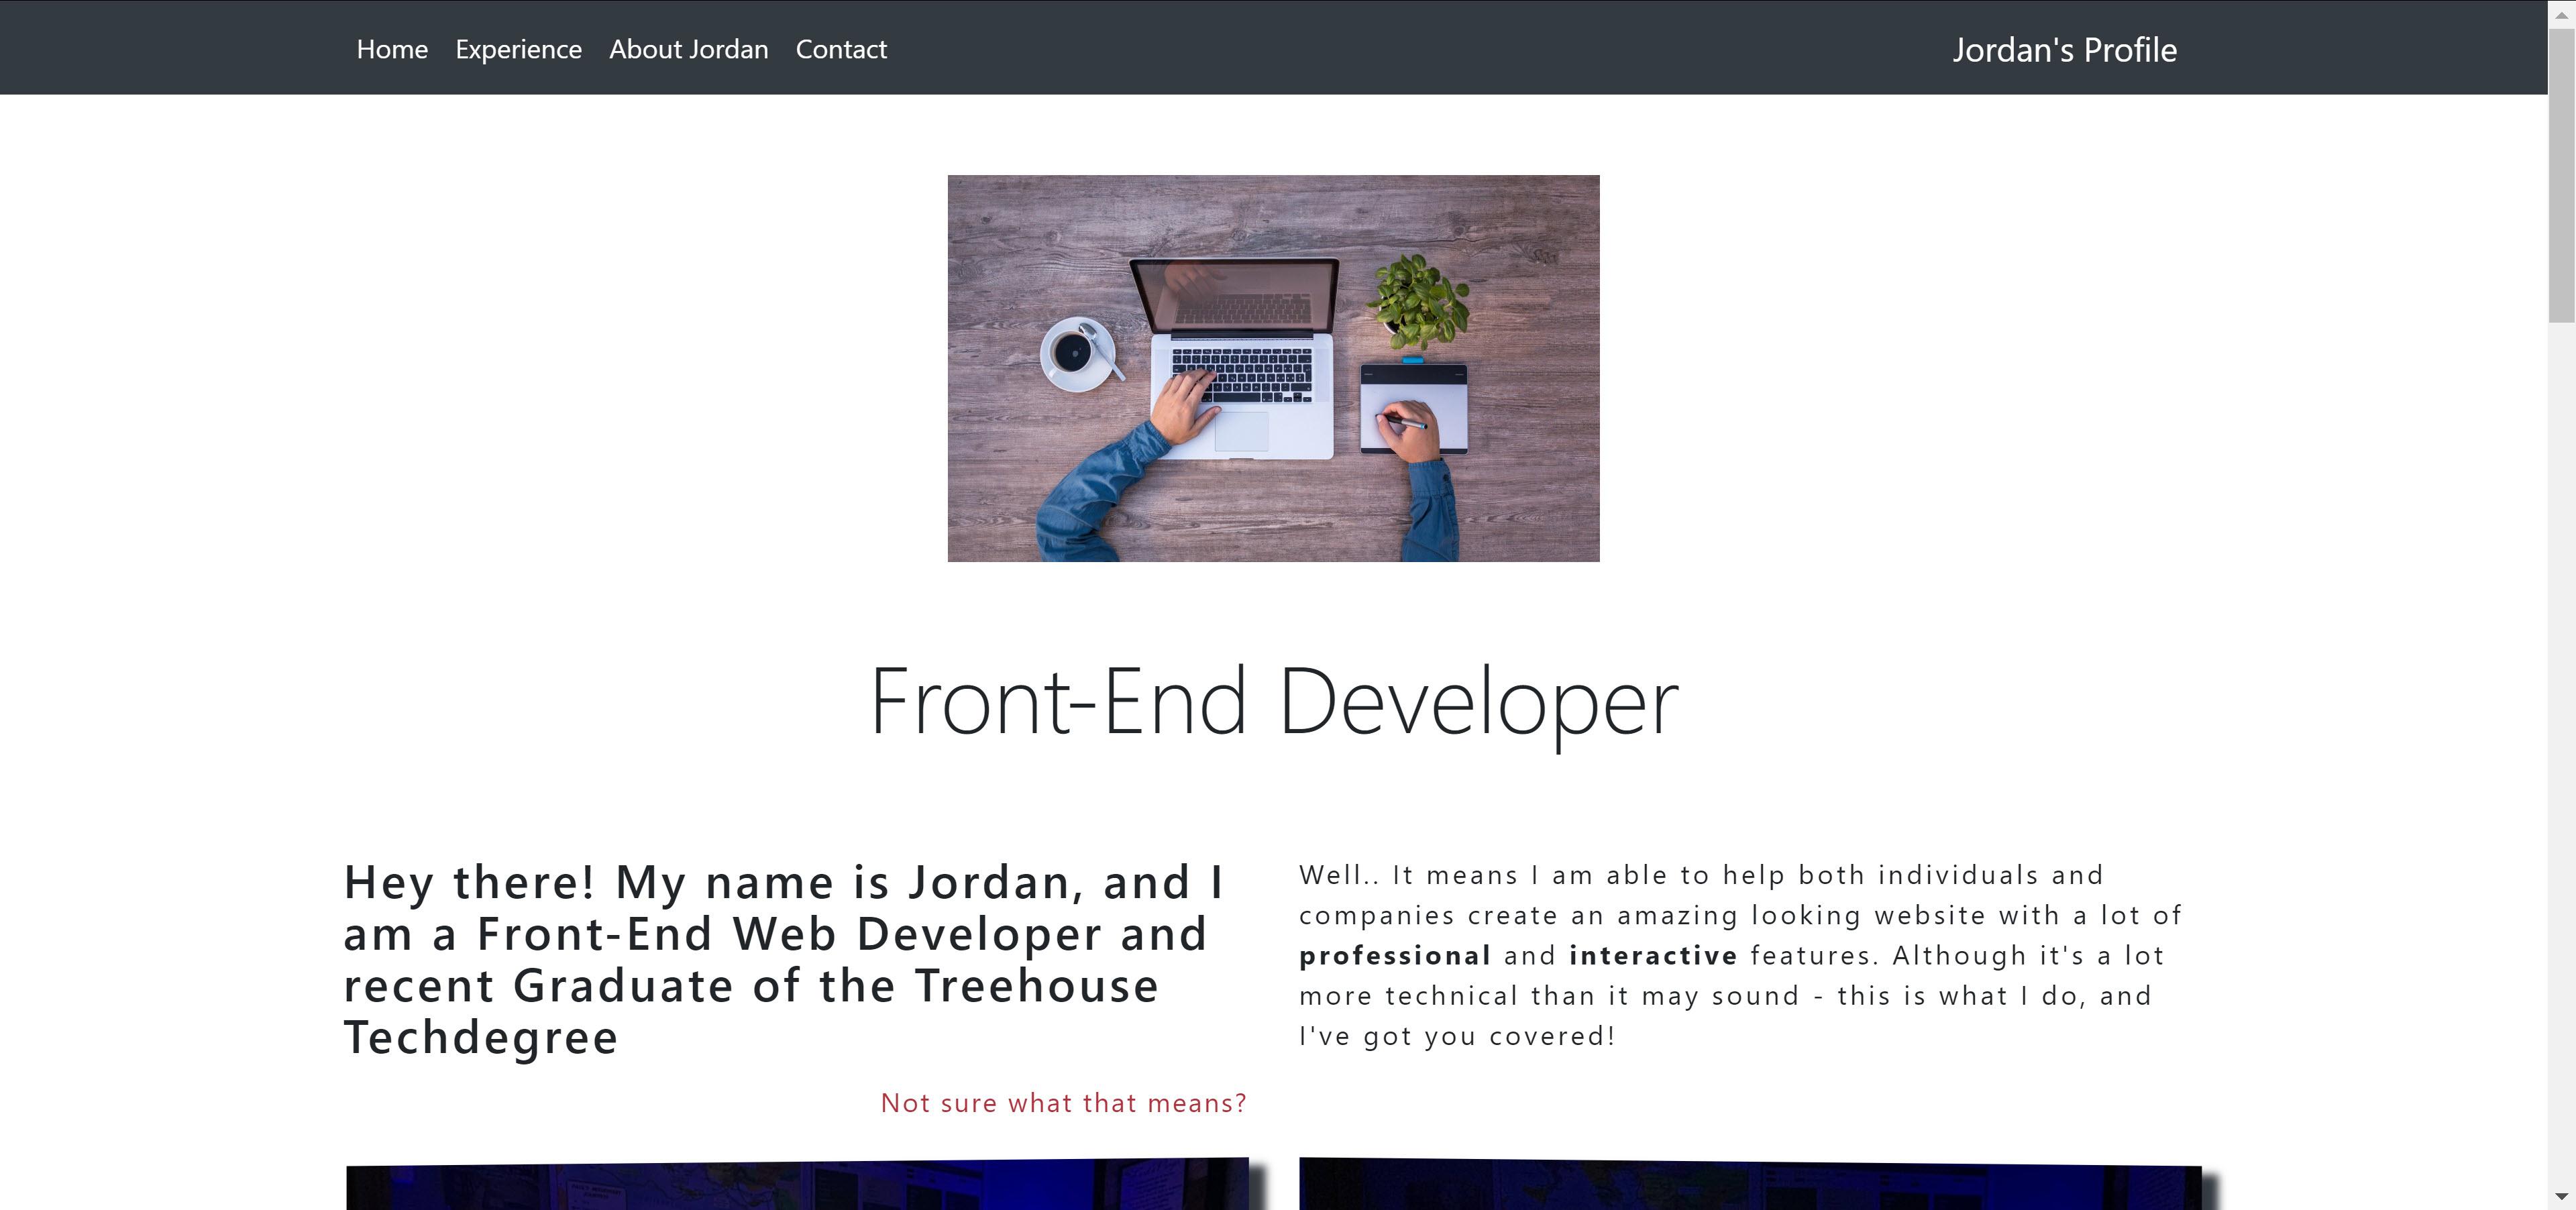 Home Experience About Jordan Contact Jordan's Profile
Front-End Developer
Hey there! My name is Jordan, and I
am a Front-End Web Developer and
recent Graduate of the Treehouse
Techdegree
Not sure what that means?
Well.. It means I am able to help both individuals and
companies create an amazing looking website with a lot of
professional and interactive features. Although it's a lot
more technical than it may sound - this is what I do, and
I've got you covered!